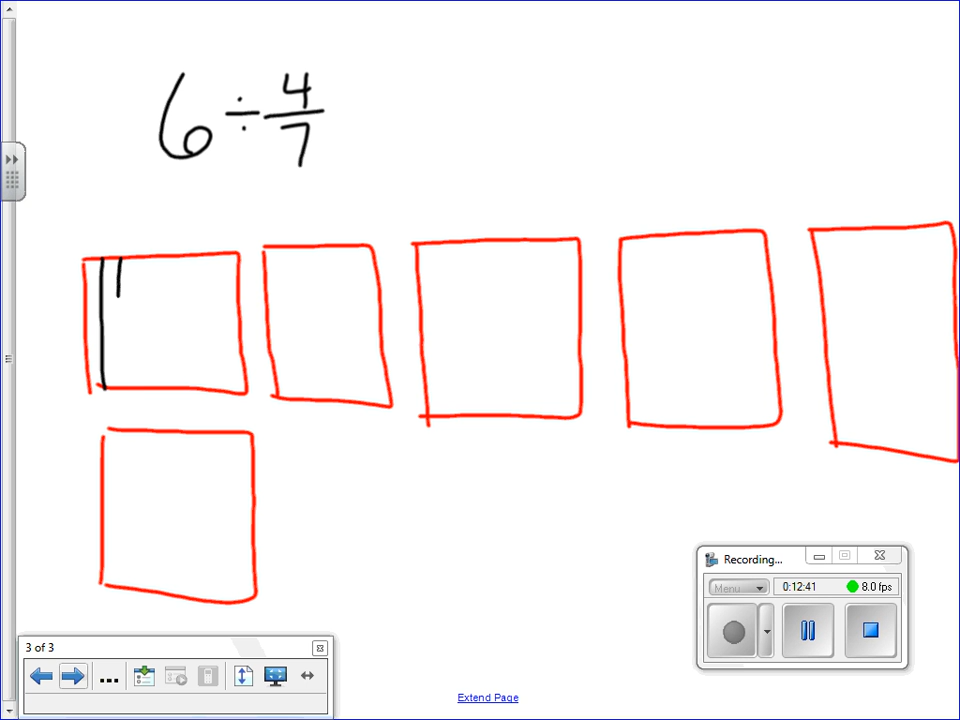 6 ÷ 4/7
Recording...
Menu
0:12:41
8.0 fps
3 of 3
...
Extend Page